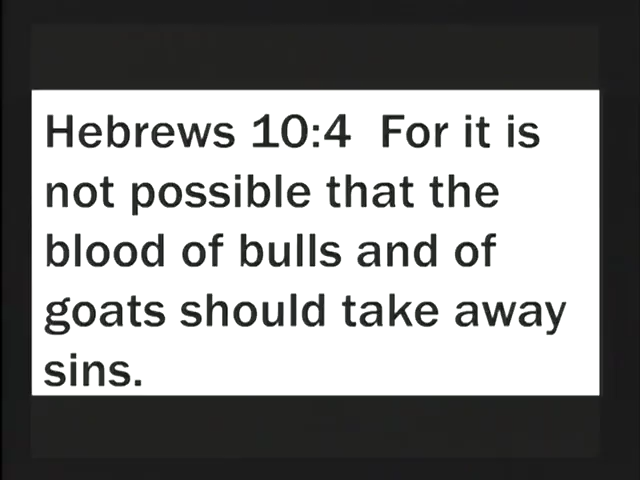 Hebrews 10:4  For it is
not possible that the
blood of bulls and of
goats should take away
sins.